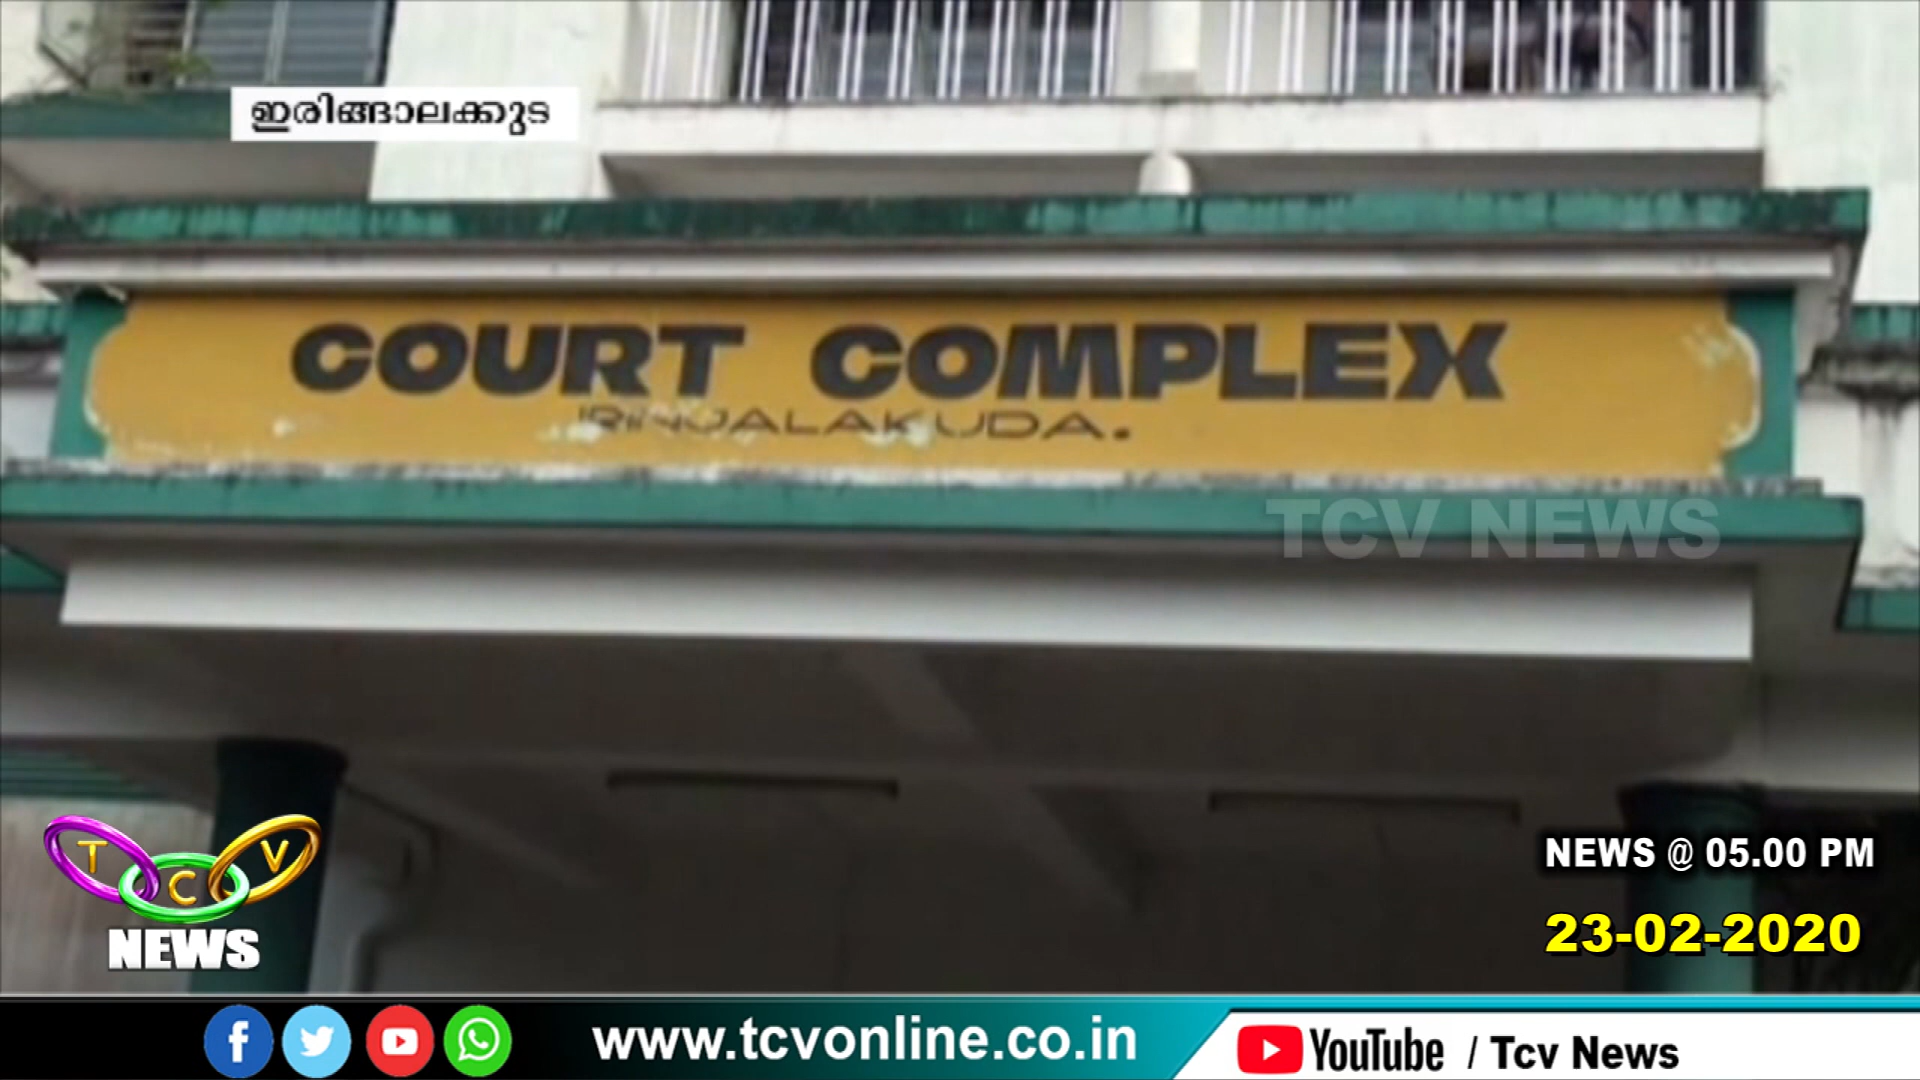 ഇരിങ്ങാലക്കുട
COURT COMPLEX
IRINJALAKUDA.
TCV NEWS
T C V
NEWS
NEWS @ 05.00 PM
23-02-2020
www.tcvonline.co.in
YouTube / Tcv News